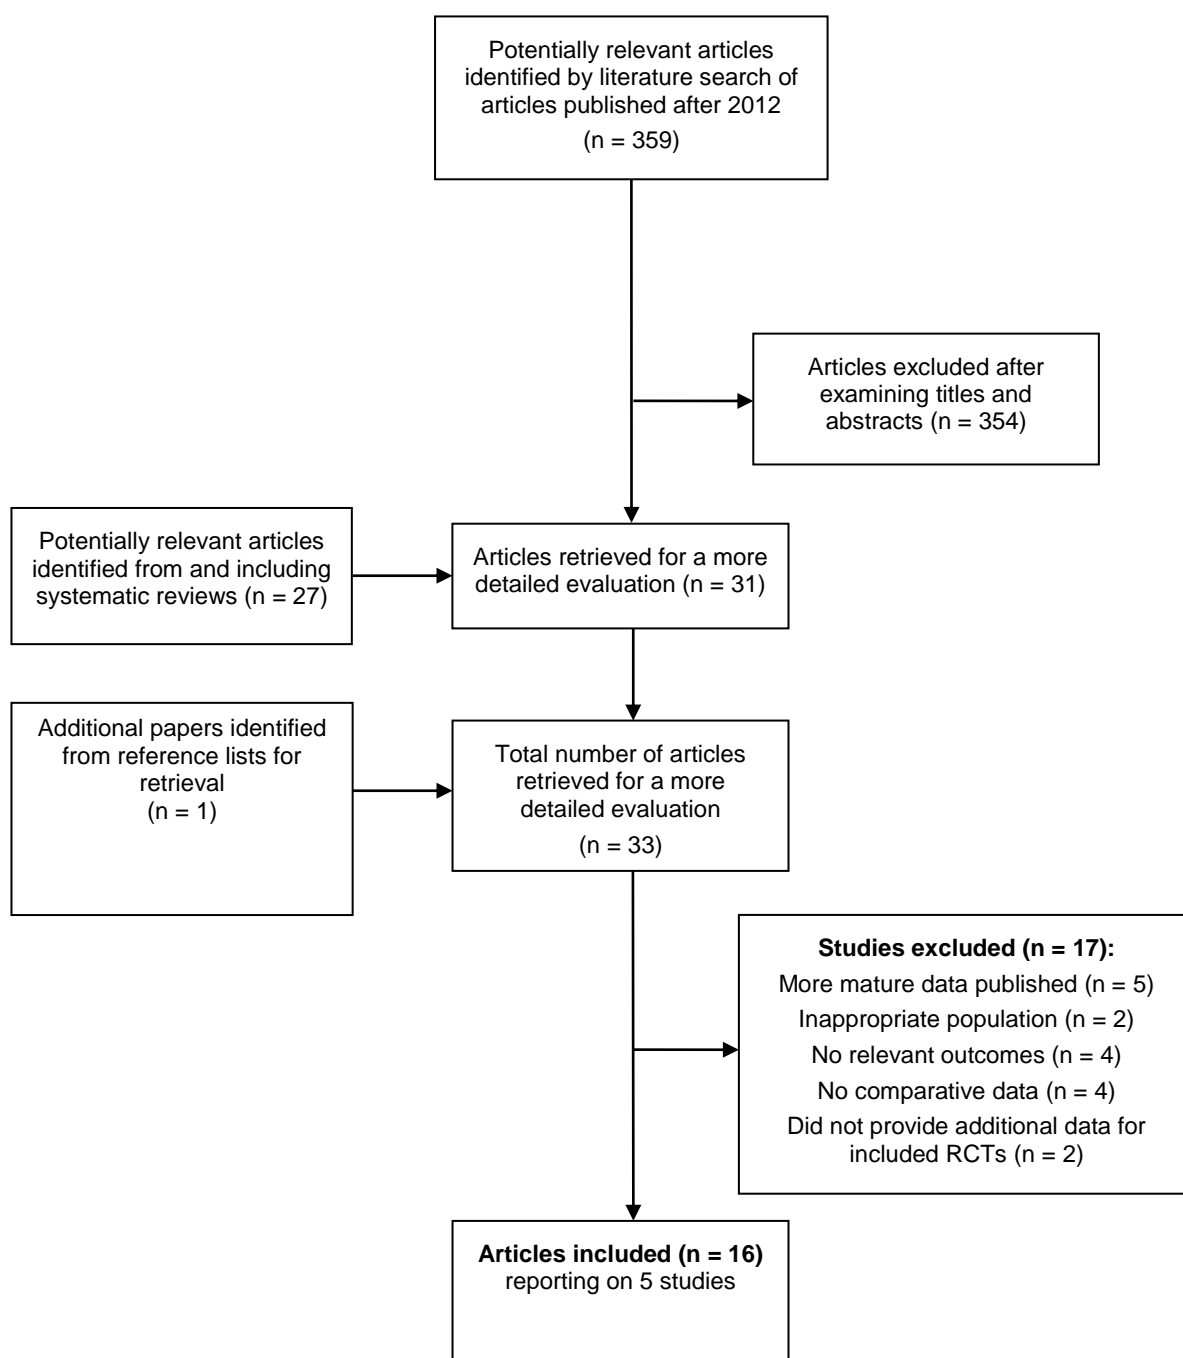 Potentially relevant articles
identified by literature search of
articles published after 2012
(n = 359)
Articles excluded after
examining titles and
abstracts (n = 354)
Potentially relevant articles
identified from and including
systematic reviews (n = 27)
Articles retrieved for a more
detailed evaluation (n = 31)
Additional papers identified
from reference lists for
retrieval
(n = 1)
Total number of articles
retrieved for a more
detailed evaluation
(n = 33)
Studies excluded (n = 17):
More mature data published (n = 5)
Inappropriate population (n = 2)
No relevant outcomes (n = 4)
No comparative data (n = 4)
Did not provide additional data for
included RCTs (n = 2)
Articles included (n = 16)
reporting on 5 studies